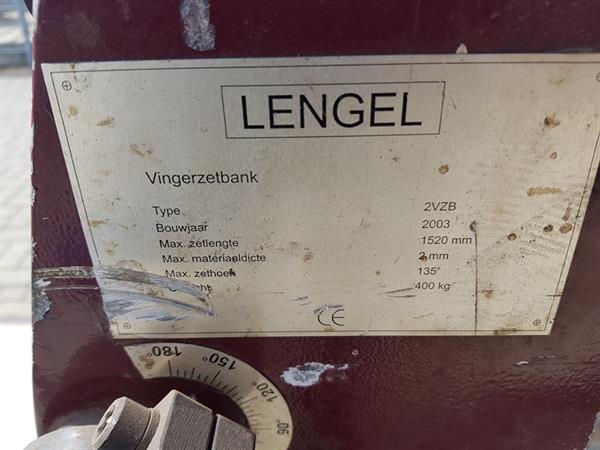 LENGEL
Vingerzetbank
Type 2VZB
Bouwjaar 2003
Max. zetlengte 1520 mm
Max. materiaaldicte 2 mm
Max. zethoek 135°
400 kg
CE
180° 150° 120° 90°